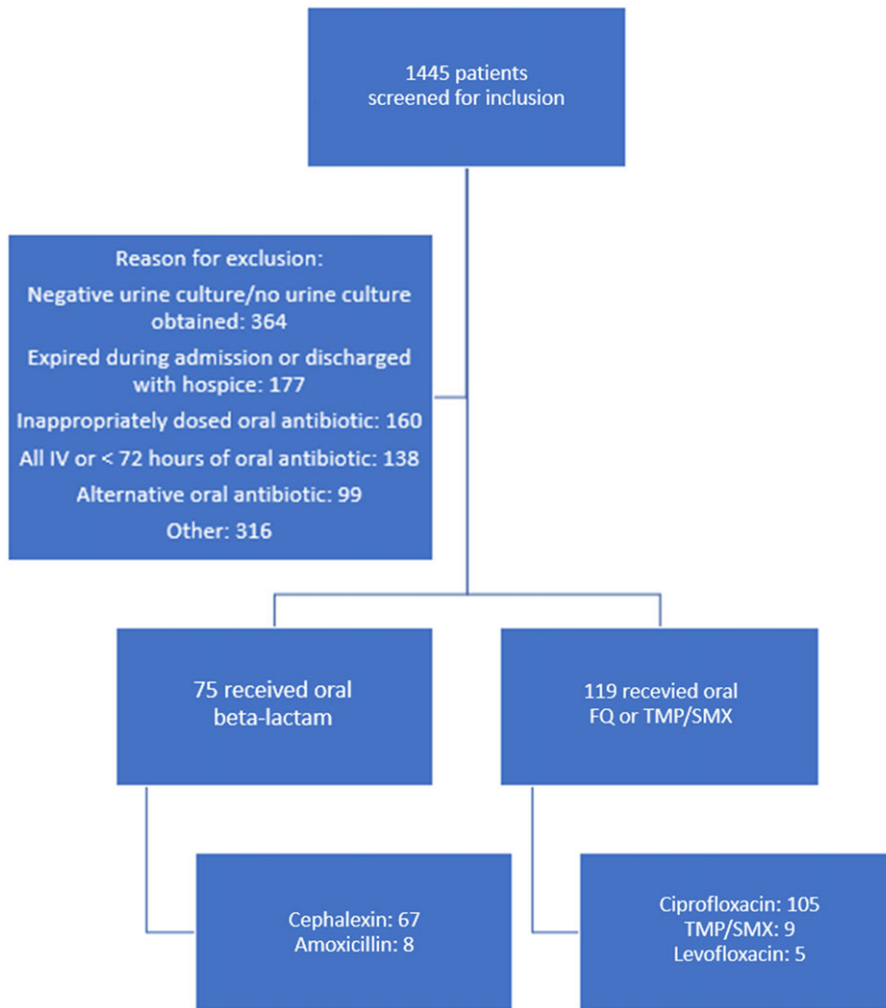 1445 patients
screened for inclusion
Reason for exclusion:
Negative urine culture/no urine culture
obtained: 364
Expired during admission or discharged
with hospice: 177
Inappropriately dosed oral antibiotic: 160
All IV or < 72 hours of oral antibiotic: 138
Alternative oral antibiotic: 99
Other: 316
75 received oral
beta-lactam
119 recevied oral
FQ or TMP/SMX
Cephalexin: 67
Amoxicillin: 8
Ciprofloxacin: 105
TMP/SMX: 9
Levofloxacin: 5